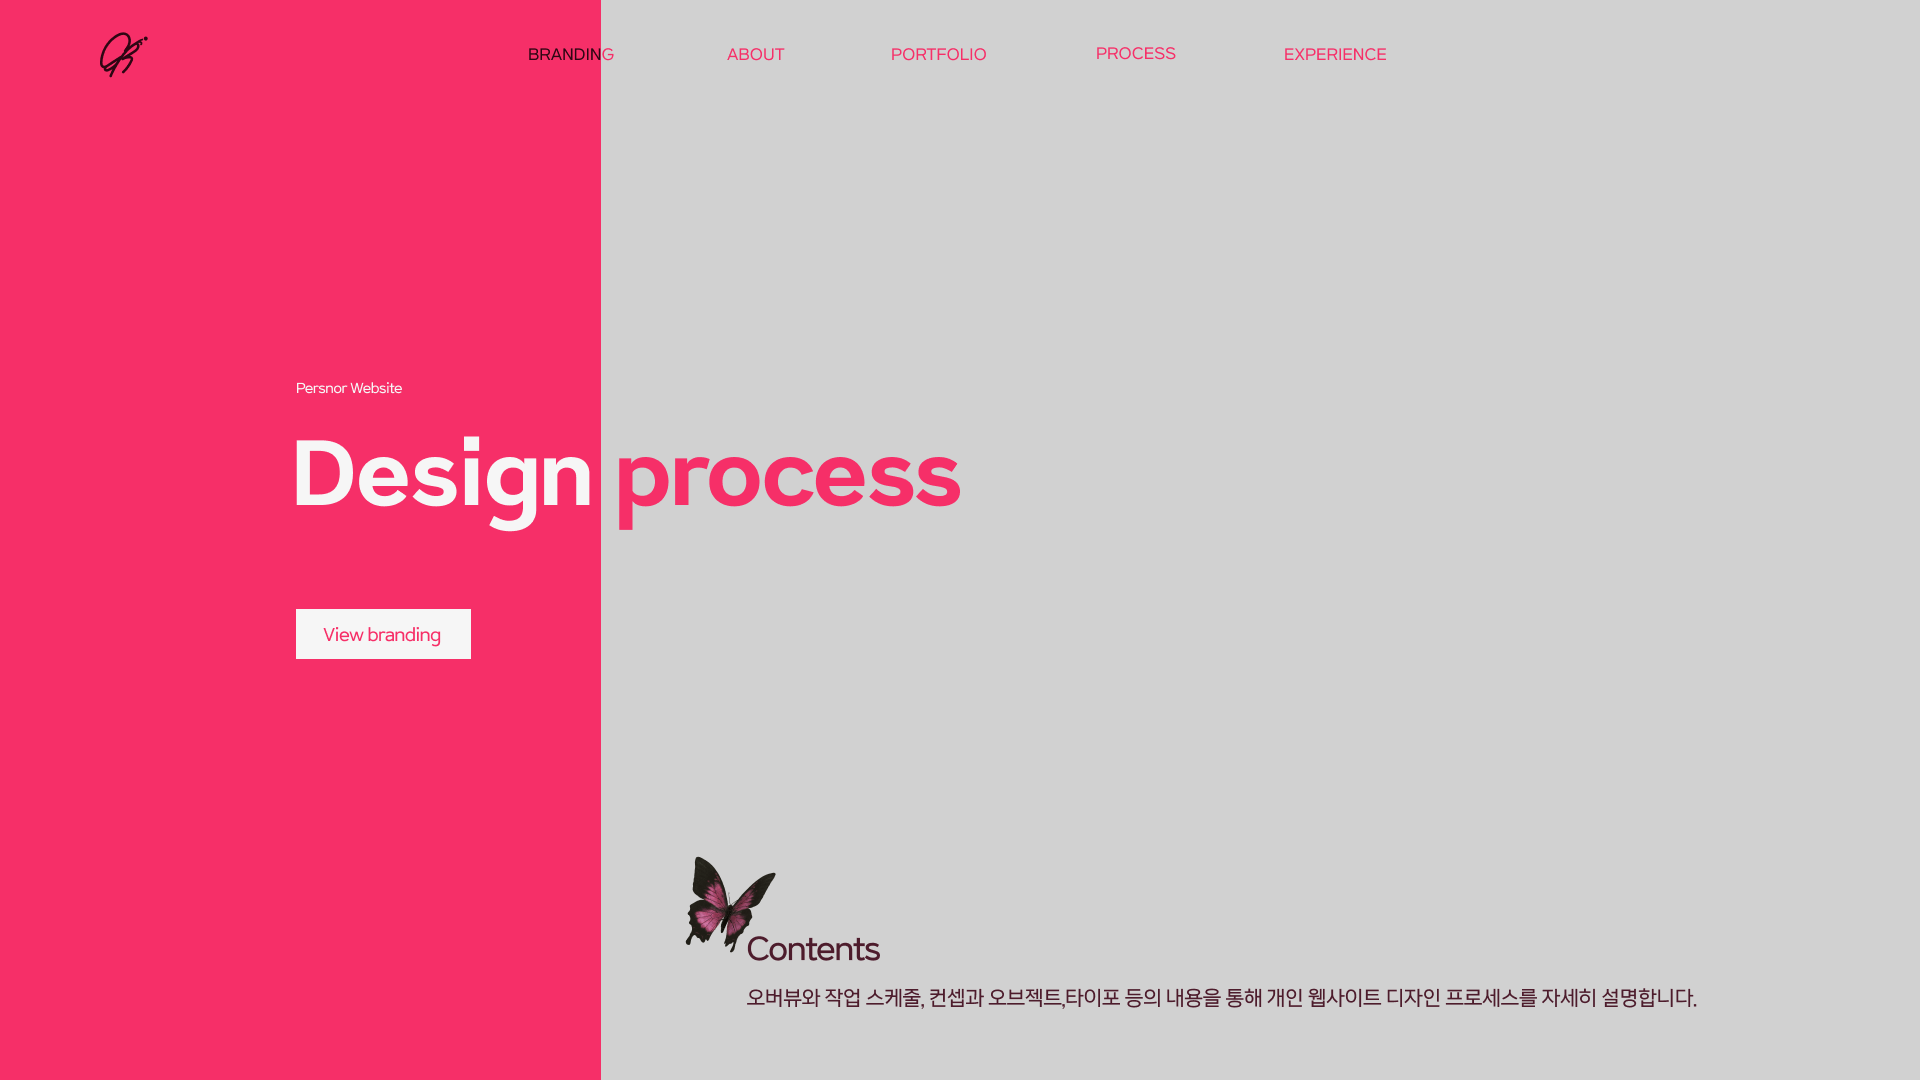 BRANDING ABOUT PORTFOLIO PROCESS EXPERIENCE
Persnor Website
Design process
View branding
Contents
오버뷰와 작업 스케줄, 컨셉과 오브젝트,타이포 등의 내용을 통해 개인 웹사이트 디자인 프로세스를 자세히 설명합니다.